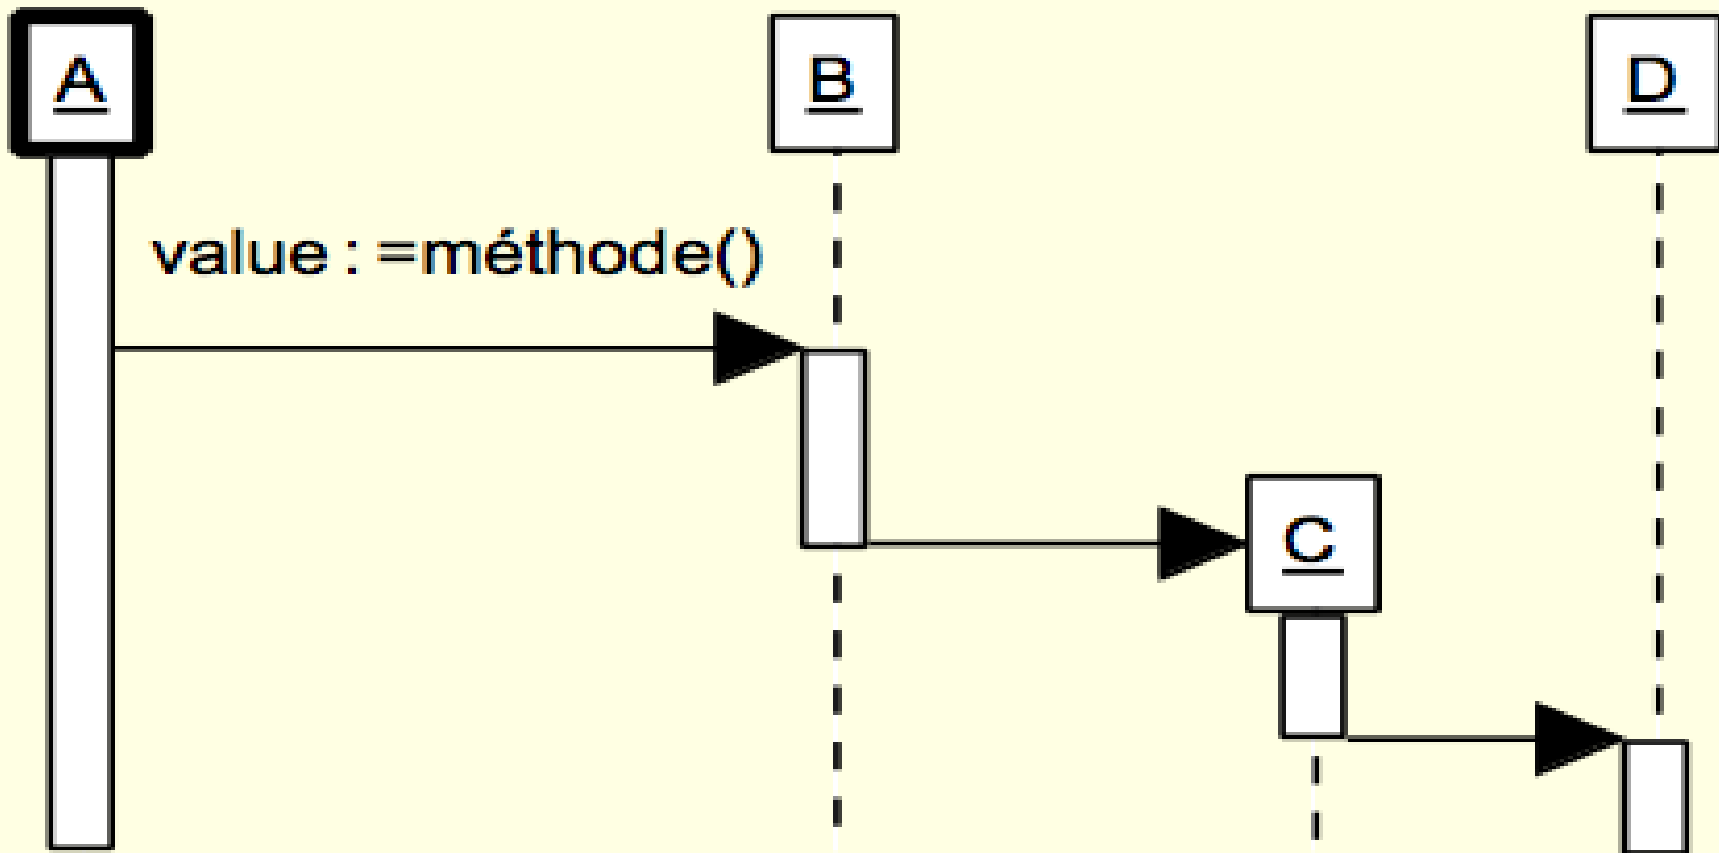 A B D
value : =méthode()
C